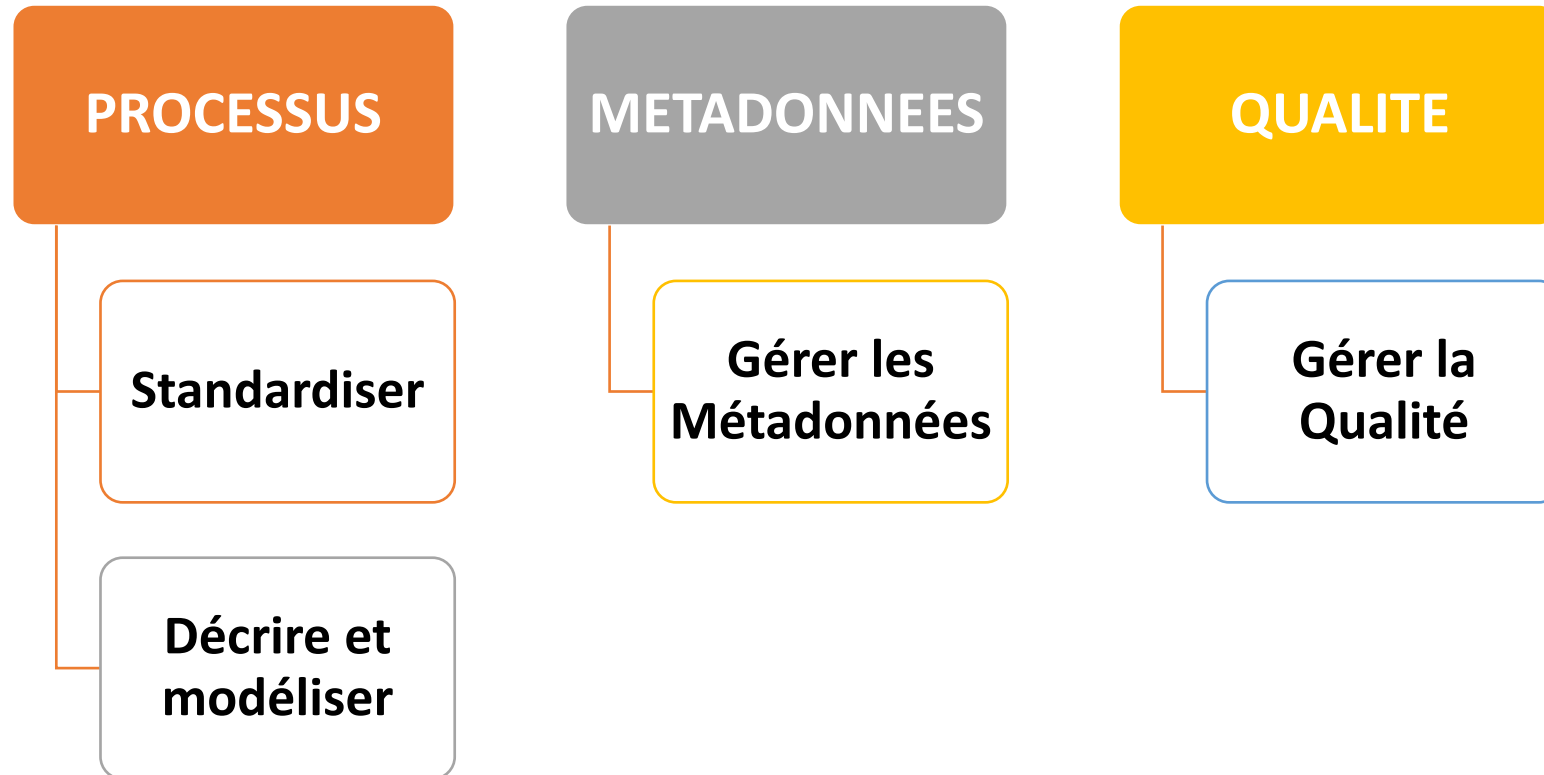 PROCESSUS
Standardiser
Décrire et
modéliser
METADONNEES
Gérer les
Métadonnées
QUALITE
Gérer la
Qualité